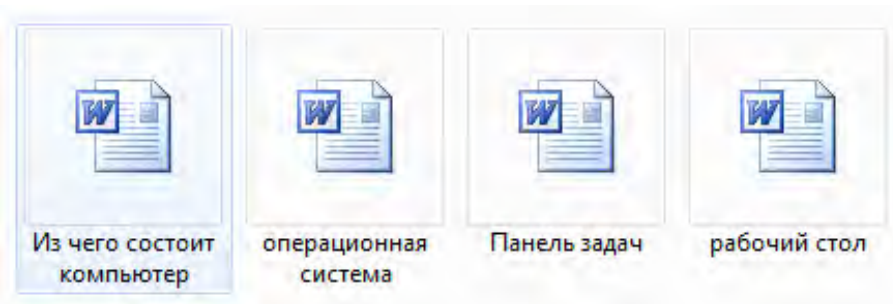 Из чего состоит
компьютер
операционная
система
Панель задач
рабочий стол